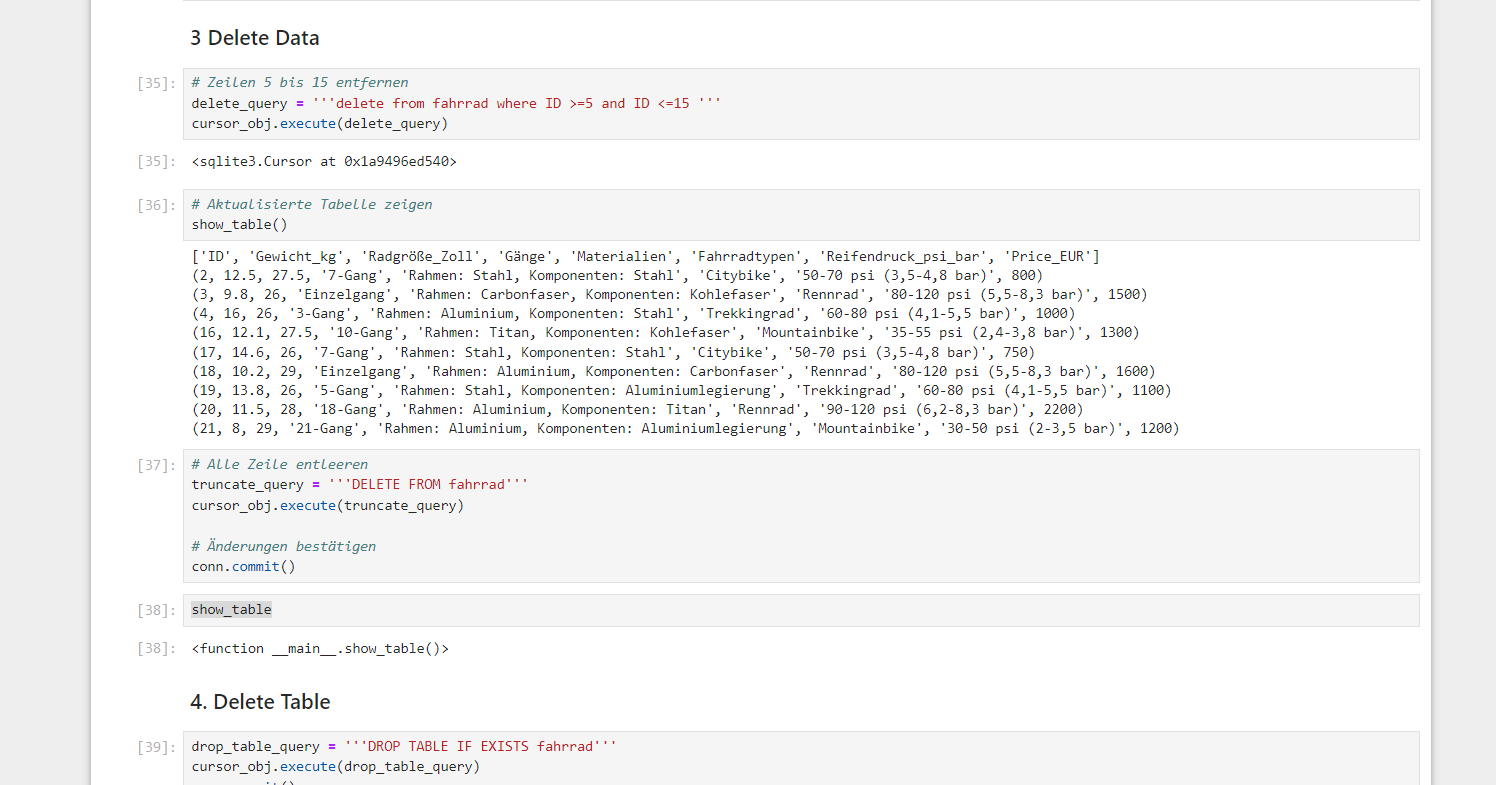 3 Delete Data
[35]: # Zeilen 5 bis 15 entfernen
delete_query = '''delete from fahrrad where ID >=5 and ID <=15 '''
cursor_obj.execute(delete_query)
[35]: <sqlite3.Cursor at 0x1a9496ed540>
[36]: # Aktualisierte Tabelle zeigen
show_table()
['ID', 'Gewicht_kg', 'Radgröße_Zoll', 'Gänge', 'Materialien', 'Fahrradtypen', 'Reifendruck_psi_bar', 'Price_EUR']
(2, 12.5, 27.5, '7-Gang', 'Rahmen: Stahl, Komponenten: Stahl', 'Citybike', '50-70 psi (3,5-4,8 bar)', 800)
(3, 9.8, 26, 'Einzelgang', 'Rahmen: Carbonfaser, Komponenten: Kohlefaser', 'Rennrad', '80-120 psi (5,5-8,3 bar)', 1500)
(4, 16, 26, '3-Gang', 'Rahmen: Aluminium, Komponenten: Stahl', 'Trekkingrad', '60-80 psi (4,1-5,5 bar)', 1000)
(16, 12.1, 27.5, '10-Gang', 'Rahmen: Titan, Komponenten: Kohlefaser', 'Mountainbike', '35-55 psi (2,4-3,8 bar)', 1300)
(17, 14.6, 26, '7-Gang', 'Rahmen: Stahl, Komponenten: Stahl', 'Citybike', '50-70 psi (3,5-4,8 bar)', 750)
(18, 10.2, 29, 'Einzelgang', 'Rahmen: Aluminium, Komponenten: Carbonfaser', 'Rennrad', '80-120 psi (5,5-8,3 bar)', 1600)
(19, 13.8, 26, '5-Gang', 'Rahmen: Stahl, Komponenten: Aluminiumlegierung', 'Trekkingrad', '60-80 psi (4,1-5,5 bar)', 1100)
(20, 11.5, 28, '18-Gang', 'Rahmen: Aluminium, Komponenten: Titan', 'Rennrad', '90-120 psi (6,2-8,3 bar)', 2200)
(21, 8, 29, '21-Gang', 'Rahmen: Aluminium, Komponenten: Aluminiumlegierung', 'Mountainbike', '30-50 psi (2-3,5 bar)', 1200)
[37]: # Alle Zeile entleeren
truncate_query = '''DELETE FROM fahrrad'''
cursor_obj.execute(truncate_query)
# Änderungen bestätigen
conn.commit()
[38]: show_table
[38]: <function __main__.show_table()>
4. Delete Table
[39]: drop_table_query = '''DROP TABLE IF EXISTS fahrrad'''
cursor_obj.execute(drop_table_query)